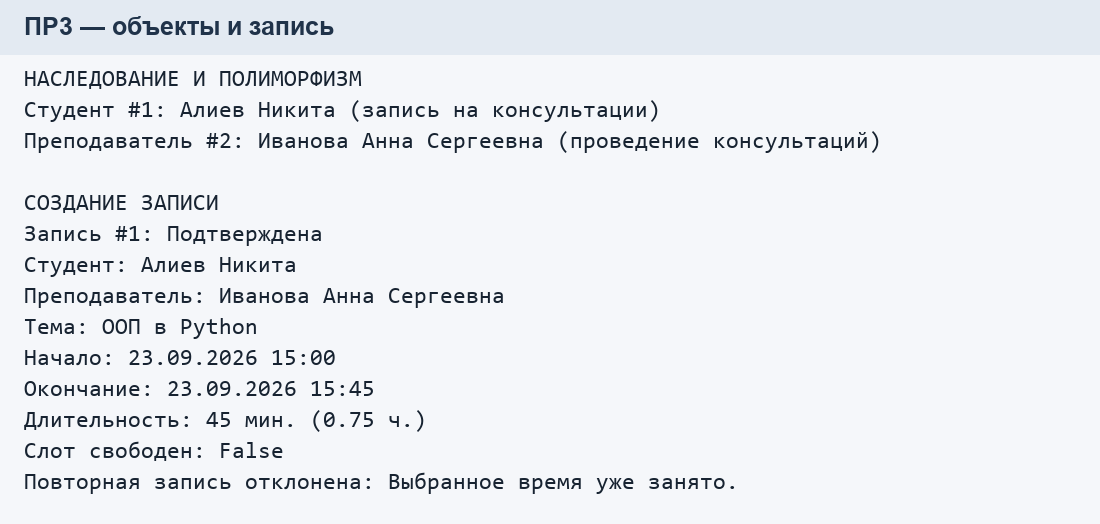 ПР3 — объекты и запись
НАСЛЕДОВАНИЕ И ПОЛИМОРФИЗМ
Студент #1: Алиев Никита (запись на консультации)
Преподаватель #2: Иванова Анна Сергеевна (проведение консультаций)
СОЗДАНИЕ ЗАПИСИ
Запись #1: Подтверждена
Студент: Алиев Никита
Преподаватель: Иванова Анна Сергеевна
Тема: ООП в Python
Начало: 23.09.2026 15:00
Окончание: 23.09.2026 15:45
Длительность: 45 мин. (0.75 ч.)
Слот свободен: False
Повторная запись отклонена: Выбранное время уже занято.